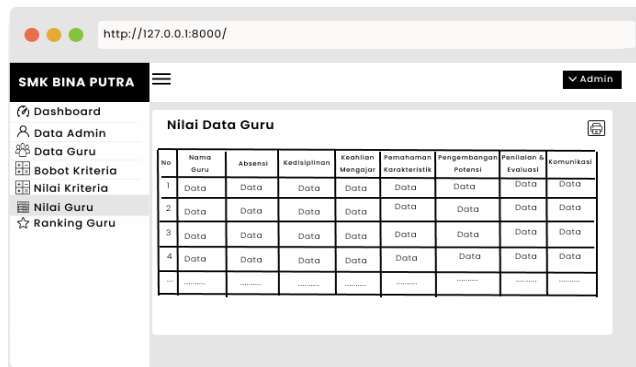 http://127.0.0.1:8000/
SMK BINA PUTRA
Admin
Dashboard
Data Admin
Data Guru
Bobot Kriteria
Nilai Kriteria
Nilai Guru
Ranking Guru
Nilai Data Guru
No Nama Guru Absensi Kedisiplinan Keahlian Mengajar Pemahaman Karakteristik Pengembangan Potensi Penilaian & Evaluasi Komunikasi
1 Data Data Data Data Data Data Data Data
2 Data Data Data Data Data Data Data Data
3 Data Data Data Data Data Data Data Data
4 Data Data Data Data Data Data Data Data
... .......... .......... .......... .......... .......... .......... .......... ..........